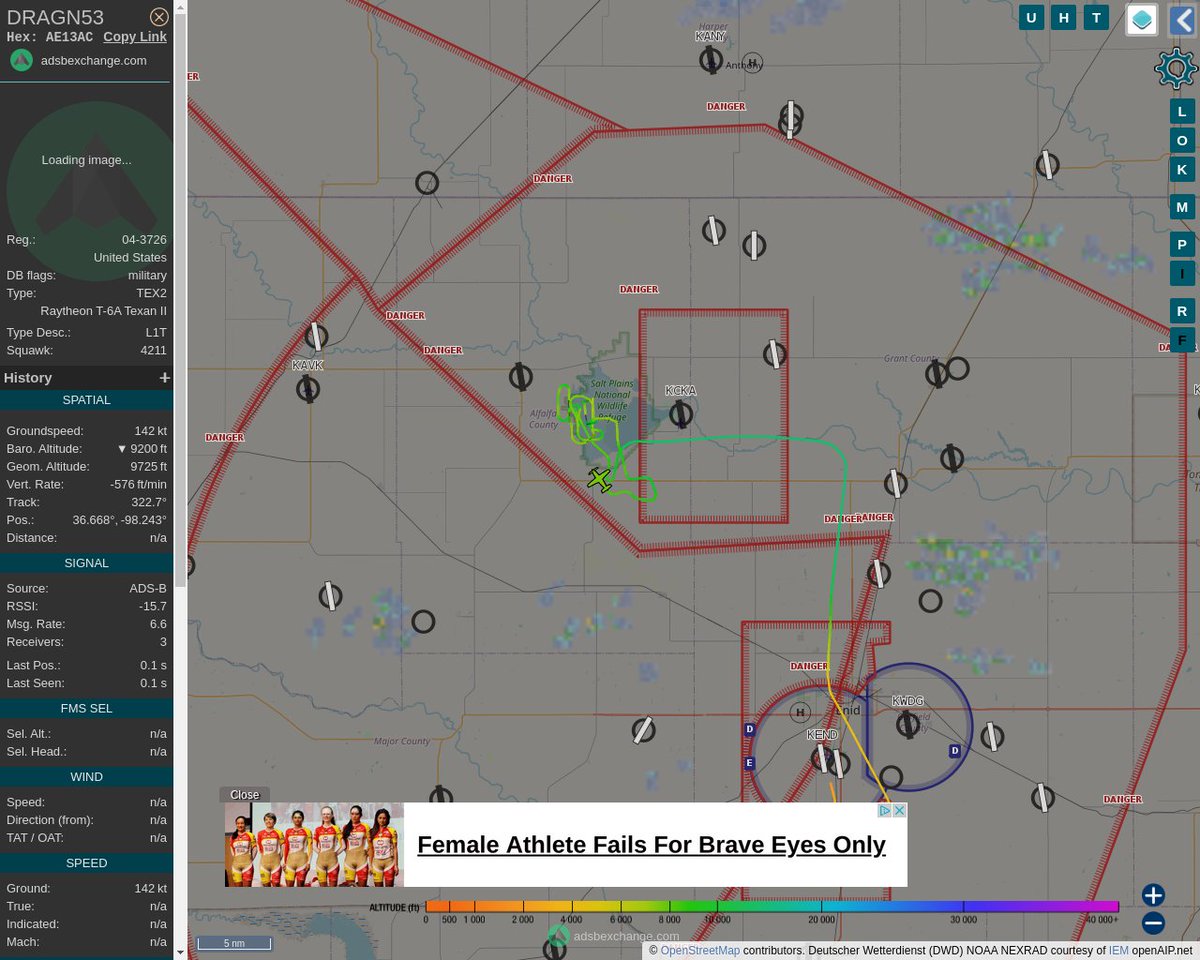 DRAGN53
Hex: AE13AC Copy Link
adsbexchange.com
Loading image...
Reg.: 04-3726
United States
DB flags: military
Type: TEX2
Raytheon T-6A Texan II
Type Desc.: L1T
Squawk: 4211
History +
SPATIAL
Groundspeed: 142 kt
Baro. Altitude: ▼ 9200 ft
Geom. Altitude: 9725 ft
Vert. Rate: -576 ft/min
Track: 322.7°
Pos.: 36.668°, -98.243°
Distance: n/a
SIGNAL
Source: ADS-B
RSSI: -15.7
Msg. Rate: 6.6
Receivers: 3
Last Pos.: 0.1 s
Last Seen: 0.1 s
FMS SEL
Sel. Alt.: n/a
Sel. Head.: n/a
WIND
Speed: n/a
Direction (from): n/a
TAT / OAT: n/a
SPEED
Ground: 142 kt
True: n/a
Indicated: n/a
Mach: n/a
U H T
L
O
K
M
P
I
R
F
ER
Harper
KANY
Anthony
H
DANGER
DANGER
DANGER
DANGER
DANGER
KAVK
Salt Plains
National
Wildlife
Refuge
Alfalfa
County
KCKA
Grant County
DANGER
DANGER
DANGER
DANGER
H
Enid
KWDG
KEND
County
D
E
D
Major County
DANGER
Close
Female Athlete Fails For Brave Eyes Only
ALTITUDE (ft)
0 500 1 000 2 000 4 000 6 000 8 000 10 000 20 000 30 000 40 000+
adsbexchange.com
5 nm
© OpenStreetMap contributors. Deutscher Wetterdienst (DWD) NOAA NEXRAD courtesy of IEM openAIP.net